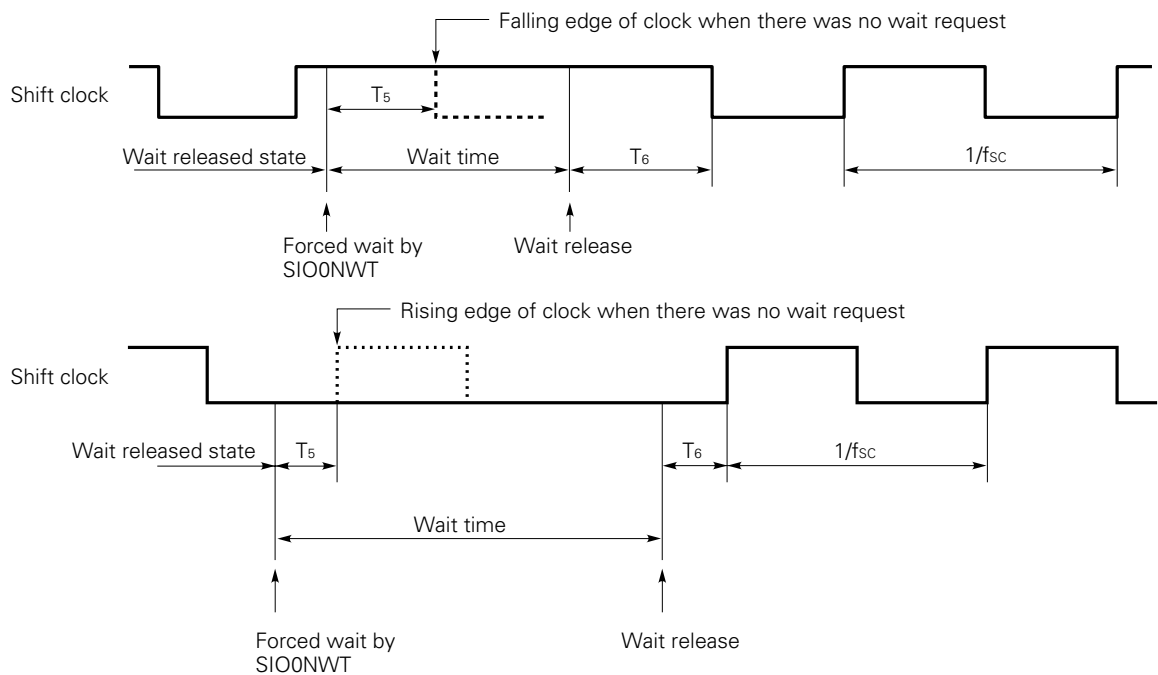 Falling edge of clock when there was no wait request
Shift clock
T5
Wait released state
Wait time
T6
1/fSC
Forced wait by
SIO0NWT
Wait release
Rising edge of clock when there was no wait request
Shift clock
Wait released state
T5
T6
1/fSC
Wait time
Forced wait by
SIO0NWT
Wait release